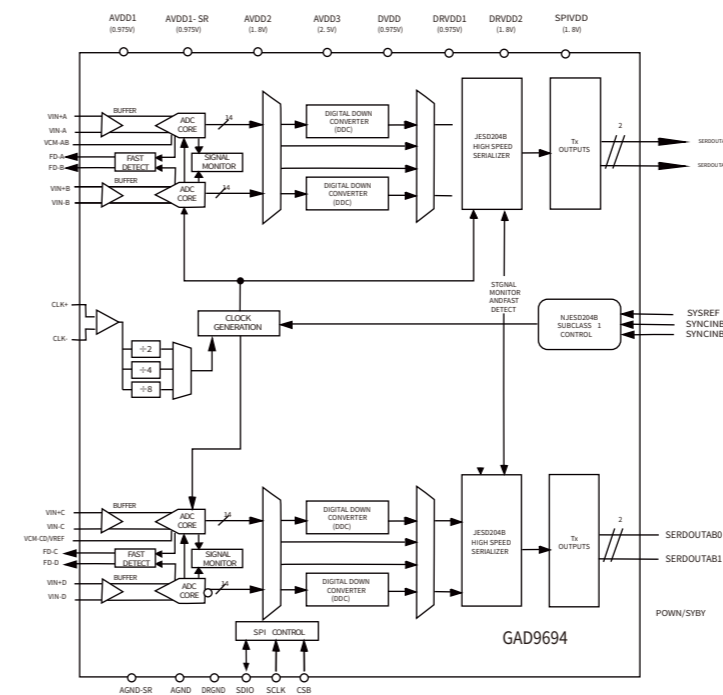 AVDD1 AVDD1-SR AVDD2 AVDD3 DVDD DRVDD1 DRVDD2 SPIVDD
(0.975V) (0.975V) (1.8V) (2.5V) (0.975V) (0.975V) (1.8V) (1.8V)
BUFFER
VIN+A
VIN-A
VCM-AB
FD-A
FD-B
VIN+B
VIN-B
ADC
CORE
14
FAST
DETECT
SIGNAL
MONITOR
BUFFER
ADC
CORE
14
DIGITAL DOWN
CONVERTER
(DDC)
DIGITAL DOWN
CONVERTER
(DDC)
JESD204B
HIGH SPEED
SERIALIZER
Tx
OUTPUTS
2
SERDOUTA
SERDOUTA
STGNAL
MONITOR
ANDFAST
DETECT
CLK+
CLK-
÷2
÷4
÷8
CLOCK
GENERATION
NJESD204B
SUBCLASS 1
CONTROL
SYSREF
SYNCINB
SYNCINB
BUFFER
VIN+C
VIN-C
VCM-CD/VREF
FD-C
FD-D
VIN+D
VIN-D
ADC
CORE
14
FAST
DETECT
SIGNAL
MONITOR
BUFFER
ADC
CORE
14
DIGITAL DOWN
CONVERTER
(DDC)
DIGITAL DOWN
CONVERTER
(DDC)
JESD204B
HIGH SPEED
SERIALIZER
Tx
OUTPUTS
2
SERDOUTAB0
SERDOUTAB1
POWN/SYBY
SPI CONTROL
GAD9694
AGND-SR AGND DRGND SDIO SCLK CSB